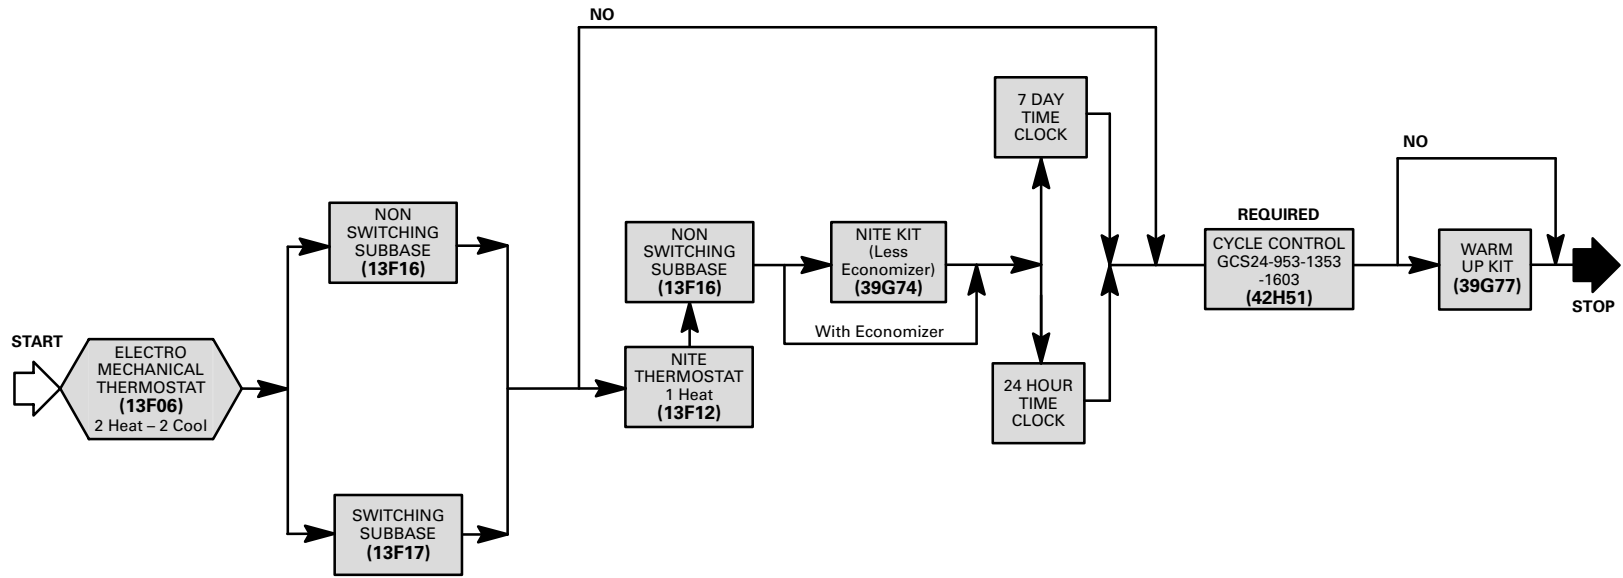 START
ELECTRO
MECHANICAL
THERMOSTAT
(13F06)
2 Heat – 2 Cool
NON
SWITCHING
SUBBASE
(13F16)
SWITCHING
SUBBASE
(13F17)
NO
NON
SWITCHING
SUBBASE
(13F16)
NITE
THERMOSTAT
1 Heat
(13F12)
NITE KIT
(Less
Economizer)
(39G74)
With Economizer
7 DAY
TIME
CLOCK
24 HOUR
TIME
CLOCK
REQUIRED
CYCLE CONTROL
GCS24-953-1353
-1603
(42H51)
NO
WARM
UP KIT
(39G77)
STOP